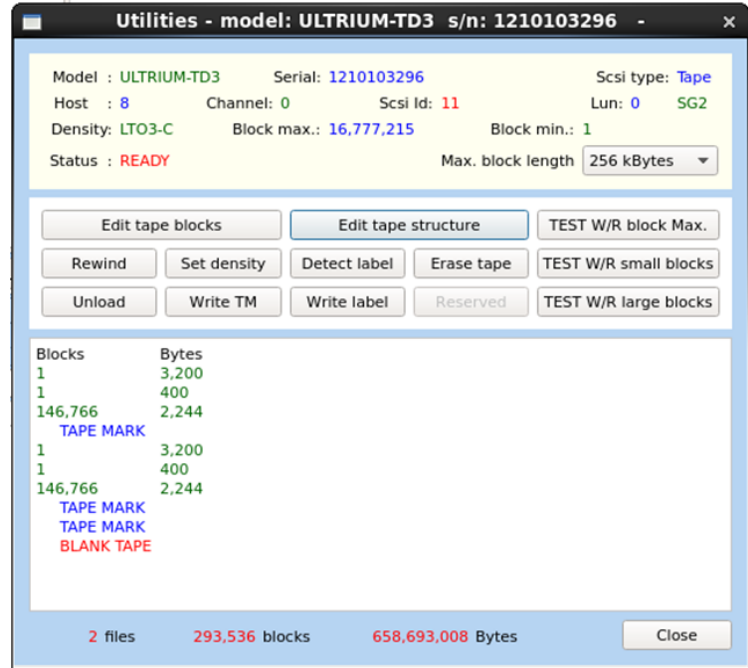 Utilities - model: ULTRIUM-TD3 s/n: 1210103296 -
Model : ULTRIUM-TD3 Serial: 1210103296 Scsi type: Tape
Host : 8 Channel: 0 Scsi Id: 11 Lun: 0 SG2
Density: LTO3-C Block max.: 16,777,215 Block min.: 1
Status : READY Max. block length 256 kBytes
Edit tape blocks Edit tape structure TEST W/R block Max.
Rewind Set density Detect label Erase tape TEST W/R small blocks
Unload Write TM Write label Reserved TEST W/R large blocks
Blocks Bytes
1 3,200
1 400
146,766 2,244
TAPE MARK
1 3,200
1 400
146,766 2,244
TAPE MARK
TAPE MARK
BLANK TAPE
2 files 293,536 blocks 658,693,008 Bytes Close